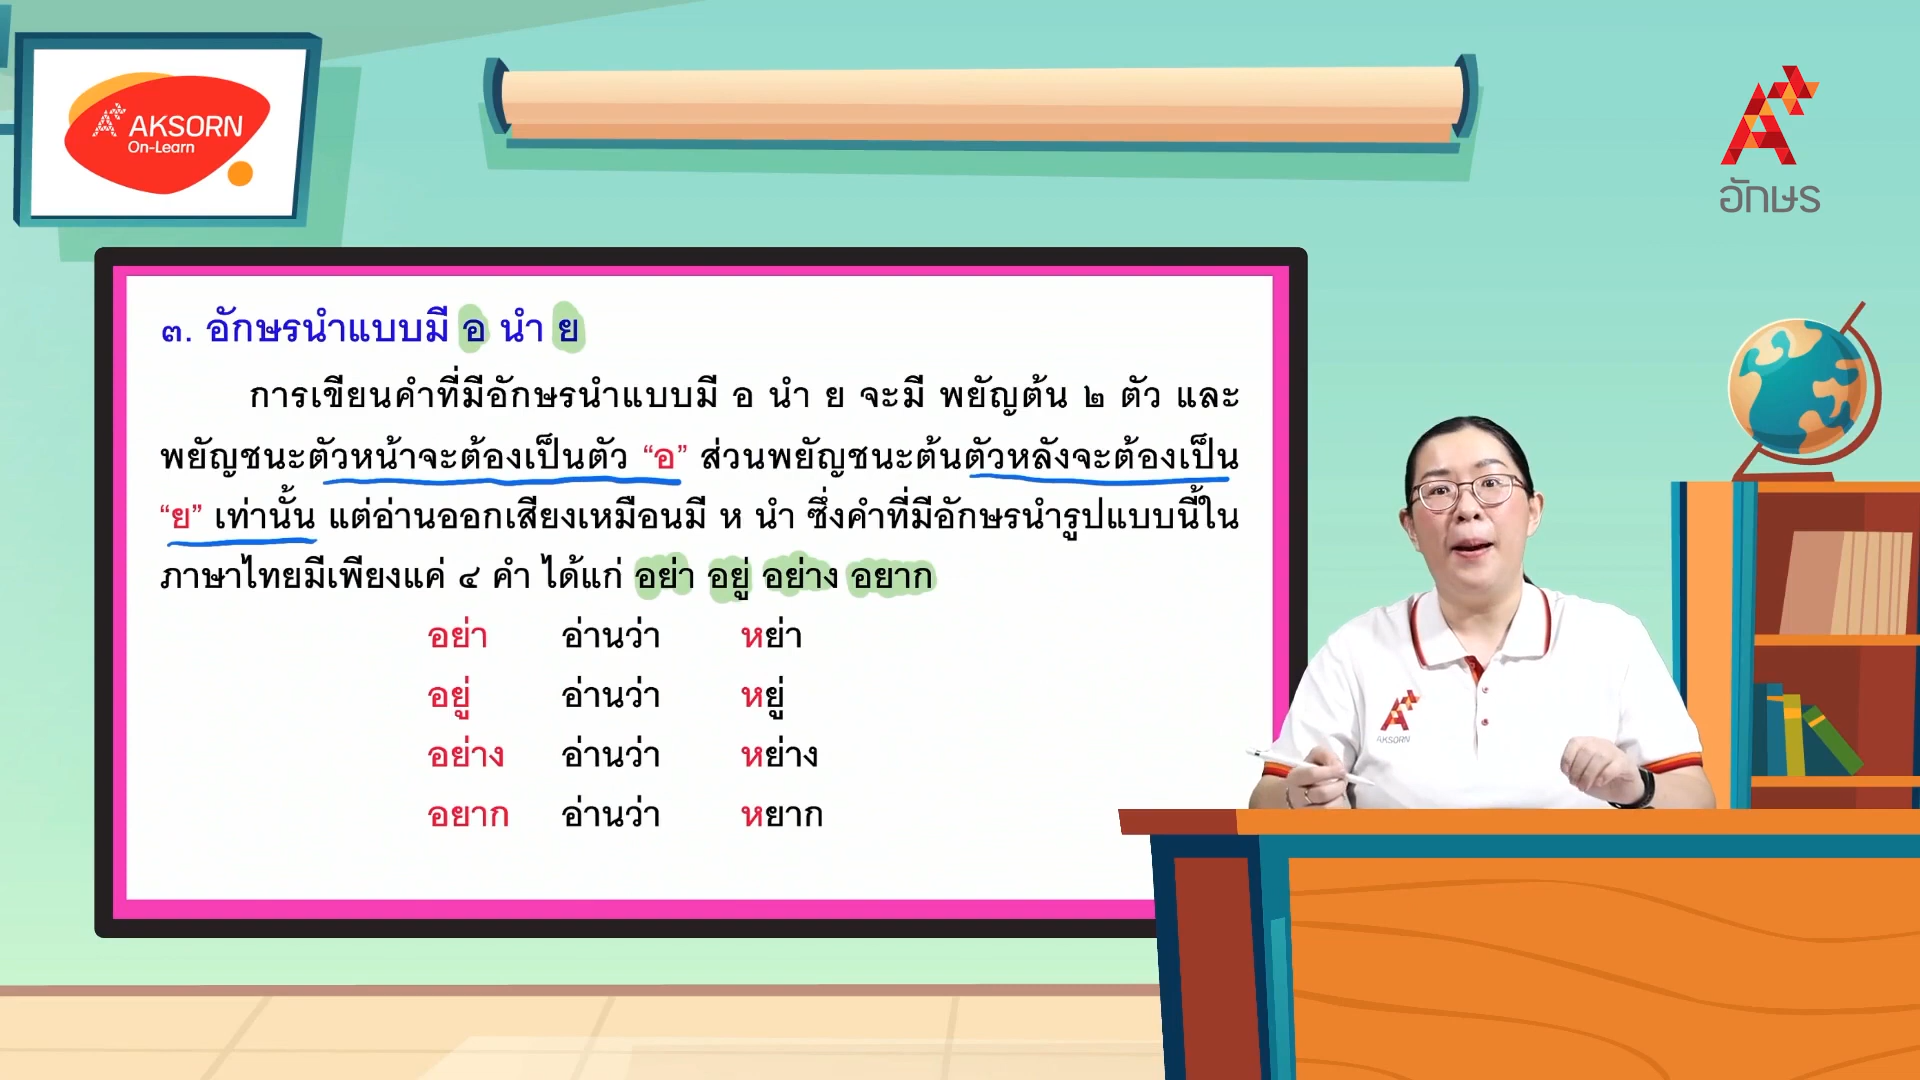 AKSORN
On-Learn
อักษร
๓. อักษรนำแบบมี อ นำ ย
การเขียนคำที่มีอักษรนำแบบมี อ นำ ย จะมี พยัญต้น ๒ ตัว และ
พยัญชนะตัวหน้าจะต้องเป็นตัว “อ” ส่วนพยัญชนะต้นตัวหลังจะต้องเป็น
“ย” เท่านั้น แต่อ่านออกเสียงเหมือนมี ห นำ ซึ่งคำที่มีอักษรนำรูปแบบนี้ใน
ภาษาไทยมีเพียงแค่ ๔ คำ ได้แก่ อย่า อยู่ อย่าง อยาก
อย่า อ่านว่า หย่า
อยู่ อ่านว่า หยู่
อย่าง อ่านว่า หย่าง
อยาก อ่านว่า หยาก
AKSORN